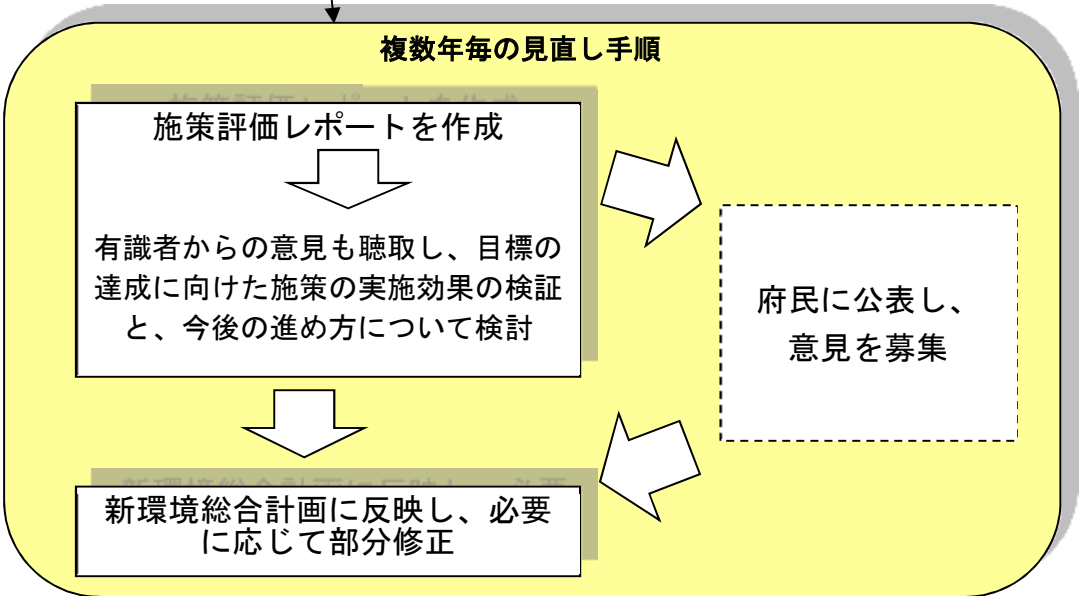 複数年毎の見直し手順
施策評価レポートを作成
有識者からの意見も聴取し、目標の
達成に向けた施策の実施効果の検証
と、今後の進め方について検討
府民に公表し、
意見を募集
新環境総合計画に反映し、必要
に応じて部分修正